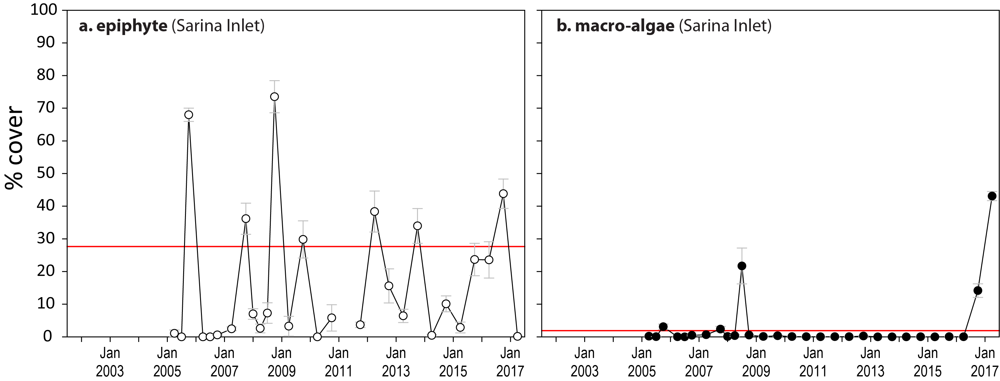 a. epiphyte (Sarina Inlet)
b. macro-algae (Sarina Inlet)
% cover
100
90
80
70
60
50
40
30
20
10
0
Jan 2003
Jan 2005
Jan 2007
Jan 2009
Jan 2011
Jan 2013
Jan 2015
Jan 2017
Jan 2003
Jan 2005
Jan 2007
Jan 2009
Jan 2011
Jan 2013
Jan 2015
Jan 2017